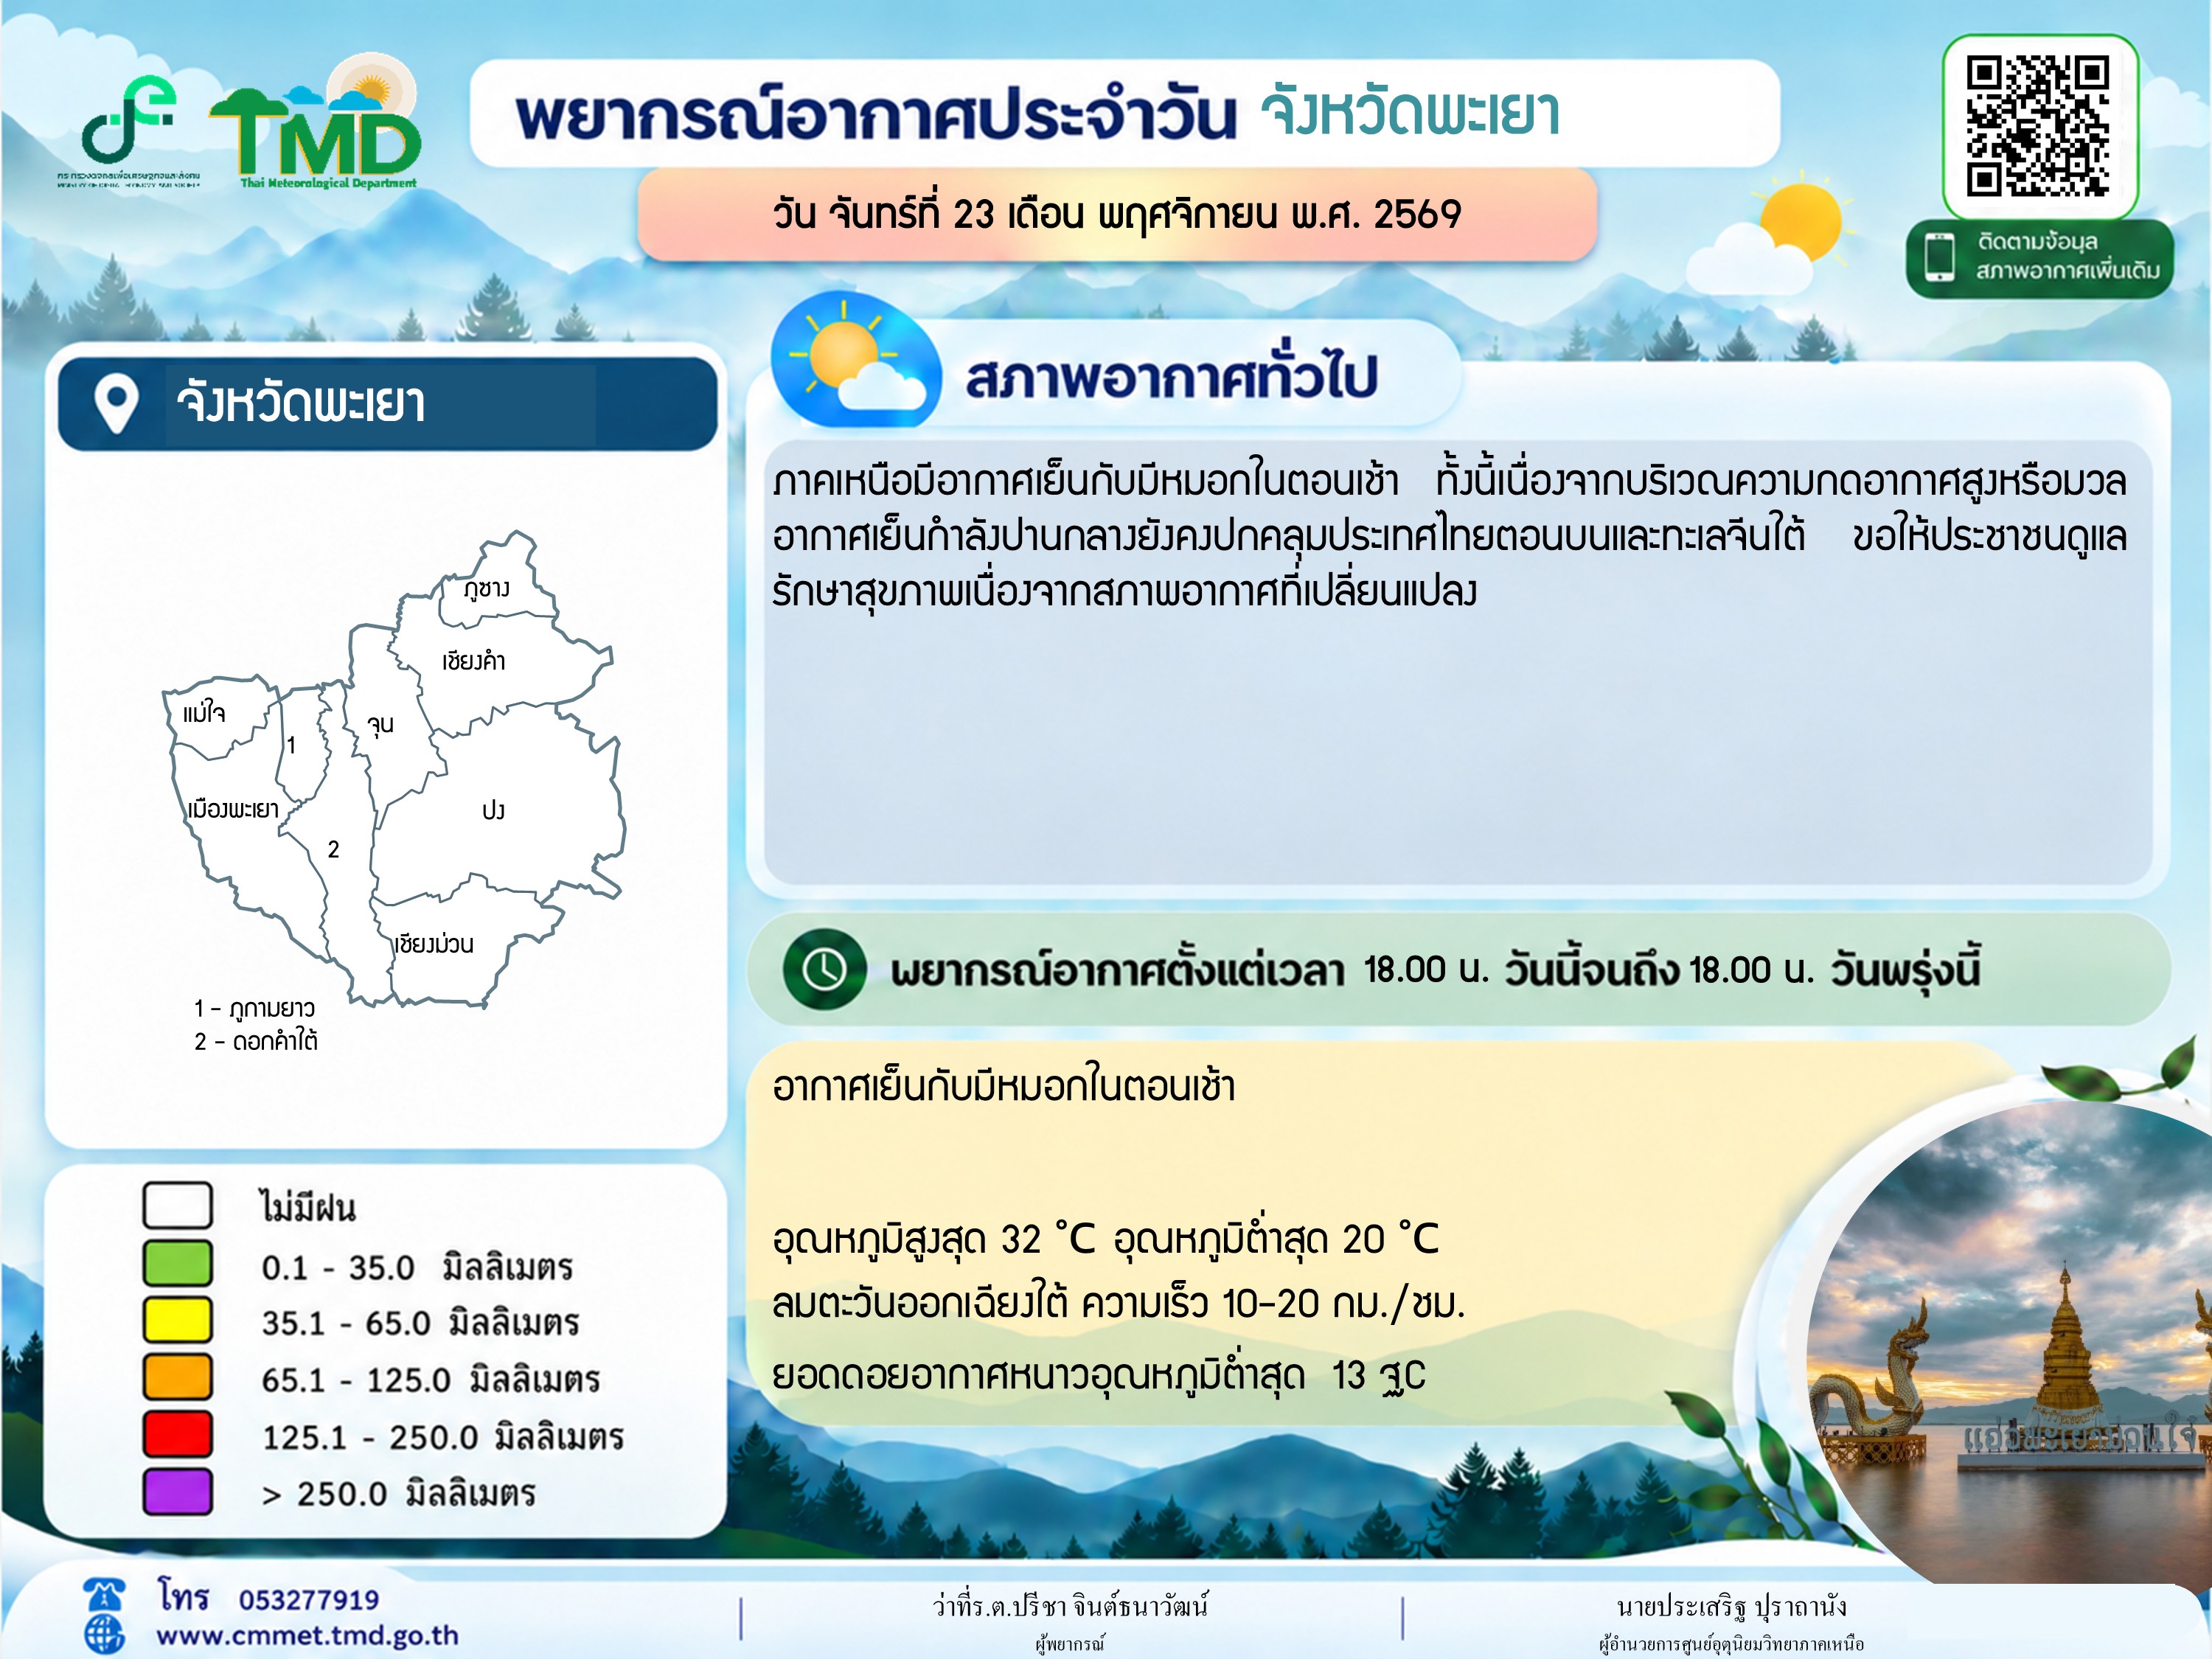 พยากรณ์อากาศประจำวัน จังหวัดพะเยา
TMD
Thai Meteorological Department
วัน จันทร์ที่ 23 เดือน พฤศจิกายน พ.ศ. 2569
ติดตามข้อมูล
สภาพอากาศเพิ่มเติม
จังหวัดพะเยา
ภูซาง
เชียงคำ
แม่ใจ
จุน
1
เมืองพะเยา
ปง
2
เชียงม่วน
1 - ภูกามยาว
2 - ดอกคำใต้
สภาพอากาศทั่วไป
ภาคเหนือมีอากาศเย็นกับมีหมอกในตอนเช้า ทั้งนี้เนื่องจากบริเวณความกดอากาศสูงหรือมวล
อากาศเย็นกำลังปานกลางยังคงปกคลุมประเทศไทยตอนบนและทะเลจีนใต้ ขอให้ประชาชนดูแล
รักษาสุขภาพเนื่องจากสภาพอากาศที่เปลี่ยนแปลง
พยากรณ์อากาศตั้งแต่เวลา 18.00 น. วันนี้จนถึง 18.00 น. วันพรุ่งนี้
อากาศเย็นกับมีหมอกในตอนเช้า
อุณหภูมิสูงสุด 32 °C อุณหภูมิต่ำสุด 20 °C
ลมตะวันออกเฉียงใต้ ความเร็ว 10-20 กม./ชม.
ยอดดอยอากาศหนาวอุณหภูมิต่ำสุด 13 ฐC
ไม่มีฝน
0.1 - 35.0 มิลลิเมตร
35.1 - 65.0 มิลลิเมตร
65.1 - 125.0 มิลลิเมตร
125.1 - 250.0 มิลลิเมตร
> 250.0 มิลลิเมตร
โทร 053277919
www.cmmet.tmd.go.th
ว่าที่ร.ต.ปรีชา จินต์ธนาวัฒน์
ผู้พยากรณ์
นายประเสริฐ ปุราถานัง
ผู้อำนวยการศูนย์อุตุนิยมวิทยาภาคเหนือ